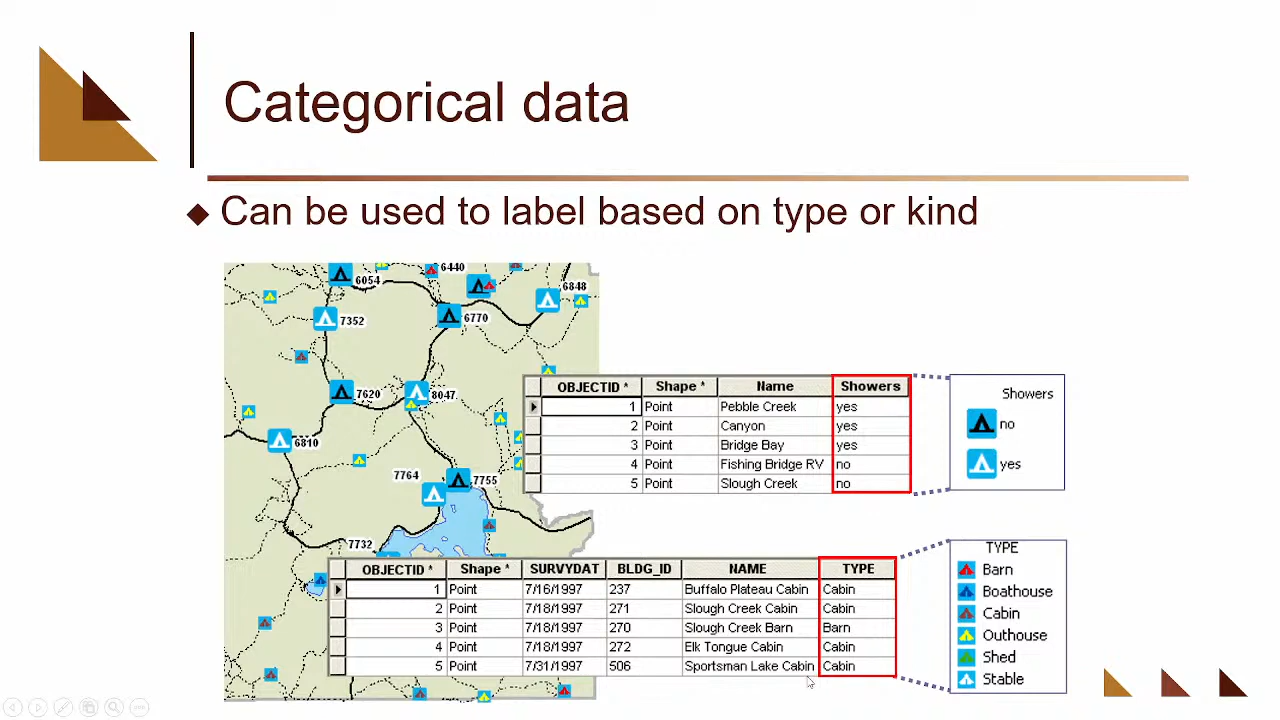 Categorical data
Can be used to label based on type or kind
6440
6054
6848
7352
6770
7620
8047
6810
7764
7755
7732
OBJECTID * Shape * Name Showers
1 Point Pebble Creek yes
2 Point Canyon yes
3 Point Bridge Bay yes
4 Point Fishing Bridge RV no
5 Point Slough Creek no
Showers
no
yes
OBJECTID * Shape * SURVYDAT BLDG_ID NAME TYPE
1 Point 7/16/1997 237 Buffalo Plateau Cabin Cabin
2 Point 7/18/1997 271 Slough Creek Cabin Cabin
3 Point 7/18/1997 270 Slough Creek Barn Barn
4 Point 7/18/1997 272 Elk Tongue Cabin Cabin
5 Point 7/31/1997 506 Sportsman Lake Cabin Cabin
TYPE
Barn
Boathouse
Cabin
Outhouse
Shed
Stable